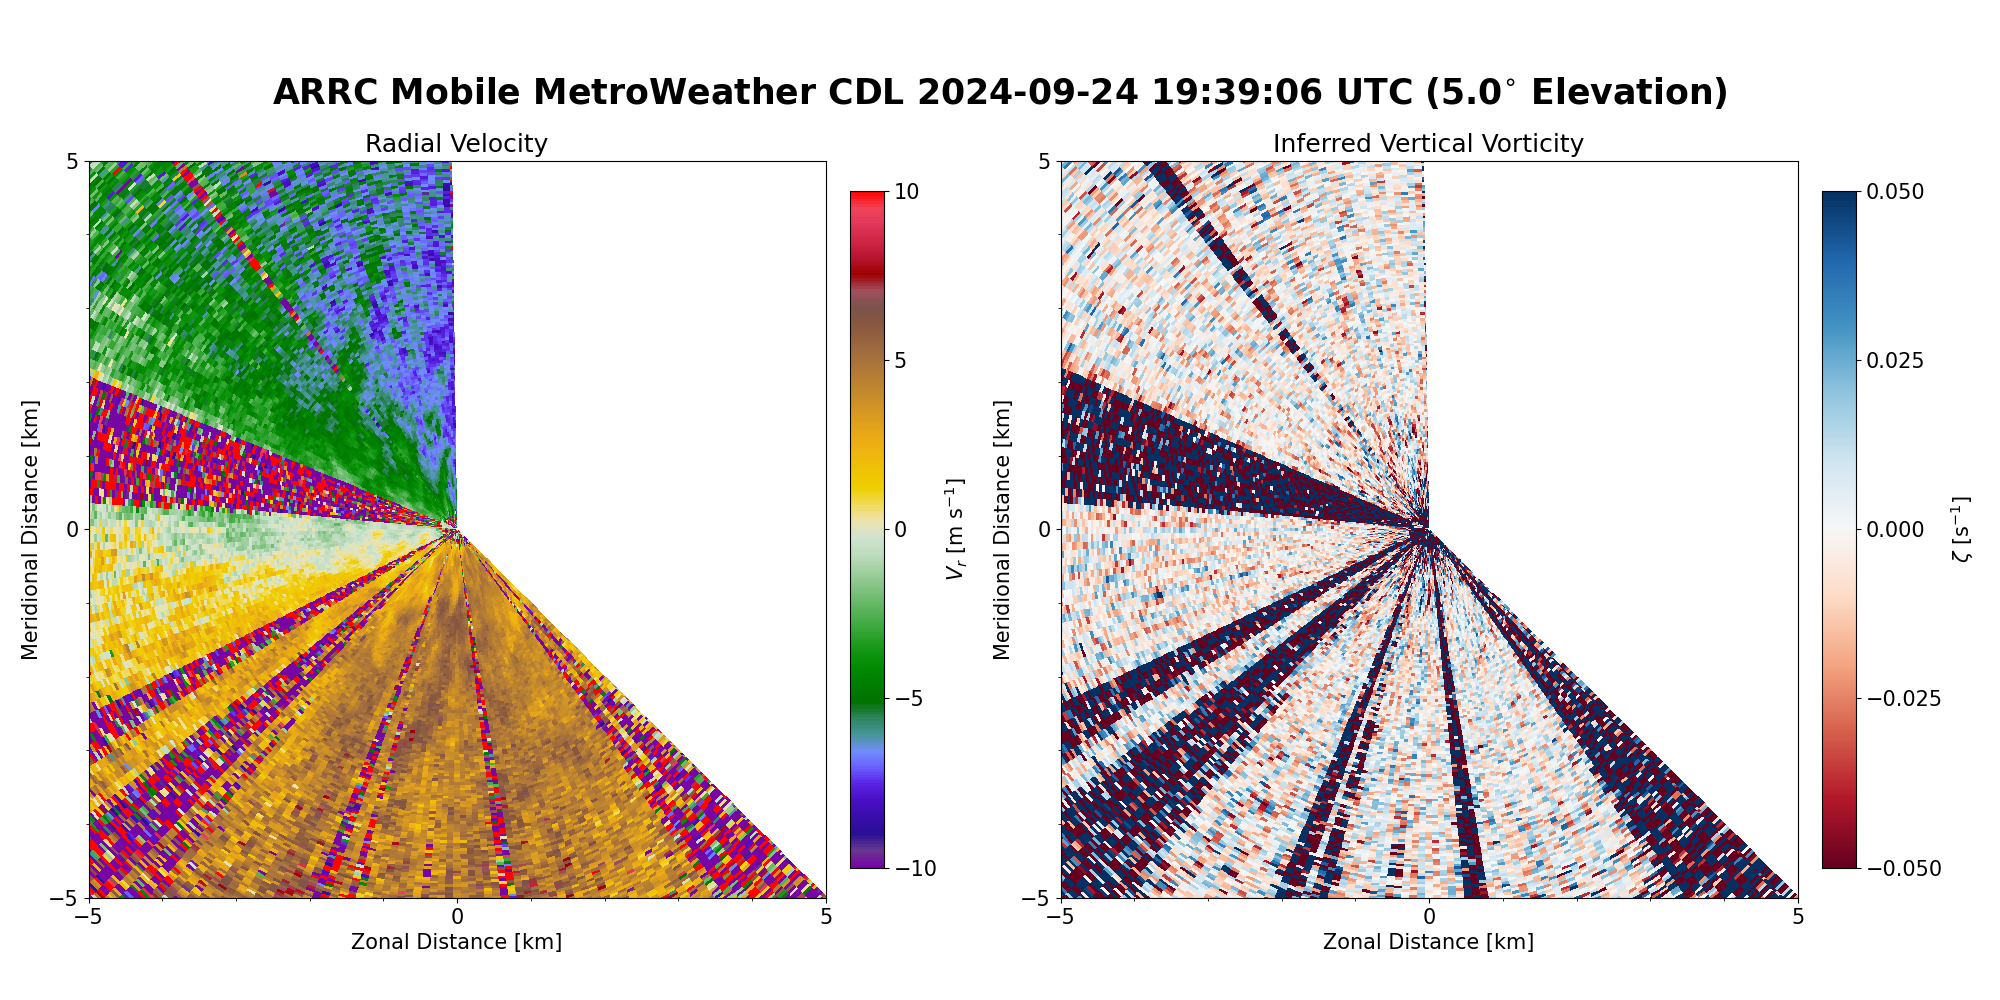 ARRC Mobile MetroWeather CDL 2024-09-24 19:39:06 UTC (5.0° Elevation)
Radial Velocity
Inferred Vertical Vorticity
5
0
−5
−5
0
5
Meridional Distance [km]
Zonal Distance [km]
10
5
0
−5
−10
V_r [m s⁻¹]
5
0
−5
−5
0
5
Meridional Distance [km]
Zonal Distance [km]
0.050
0.025
0.000
−0.025
−0.050
ζ [s⁻¹]